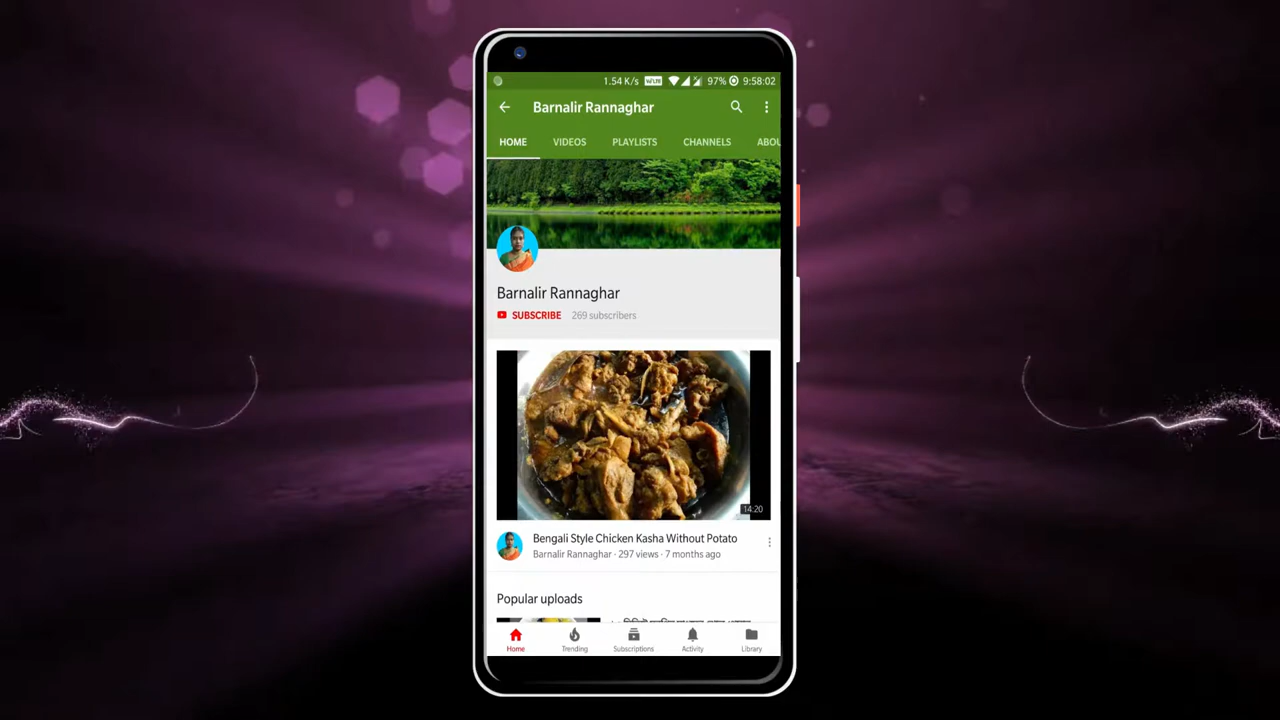 1.54 K/s VoLTE 97% 9:58:02
Barnalir Rannaghar
HOME VIDEOS PLAYLISTS CHANNELS ABOU
Barnalir Rannaghar
SUBSCRIBE 269 subscribers
14:20
Bengali Style Chicken Kasha Without Potato
Barnalir Rannaghar · 297 views · 7 months ago
Popular uploads
Home Trending Subscriptions Activity Library